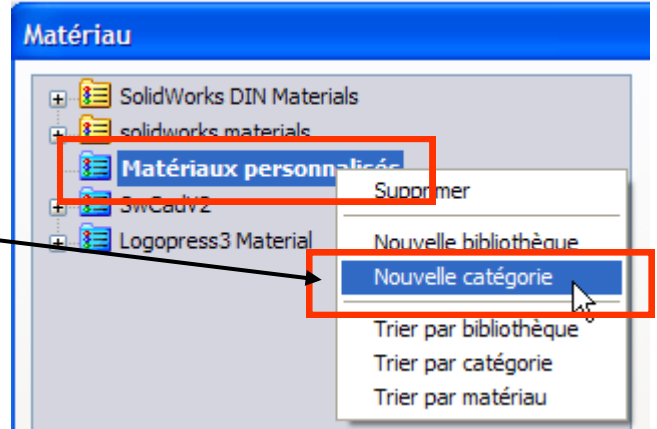 Matériau
SolidWorks DIN Materials
solidworks materials
Matériaux personnalisés
SwCadV2
Logopress3 Material
Supprimer
Nouvelle bibliothèque
Nouvelle catégorie
Trier par bibliothèque
Trier par catégorie
Trier par matériau